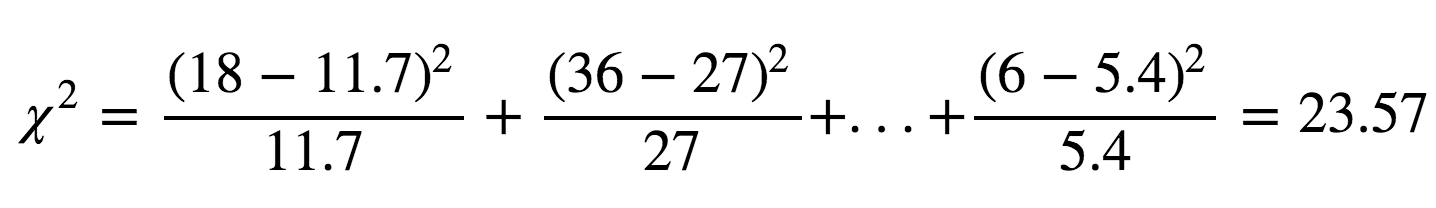 χ² = (18 − 11.7)²/11.7 + (36 − 27)²/27 +...+ (6 − 5.4)²/5.4 = 23.57